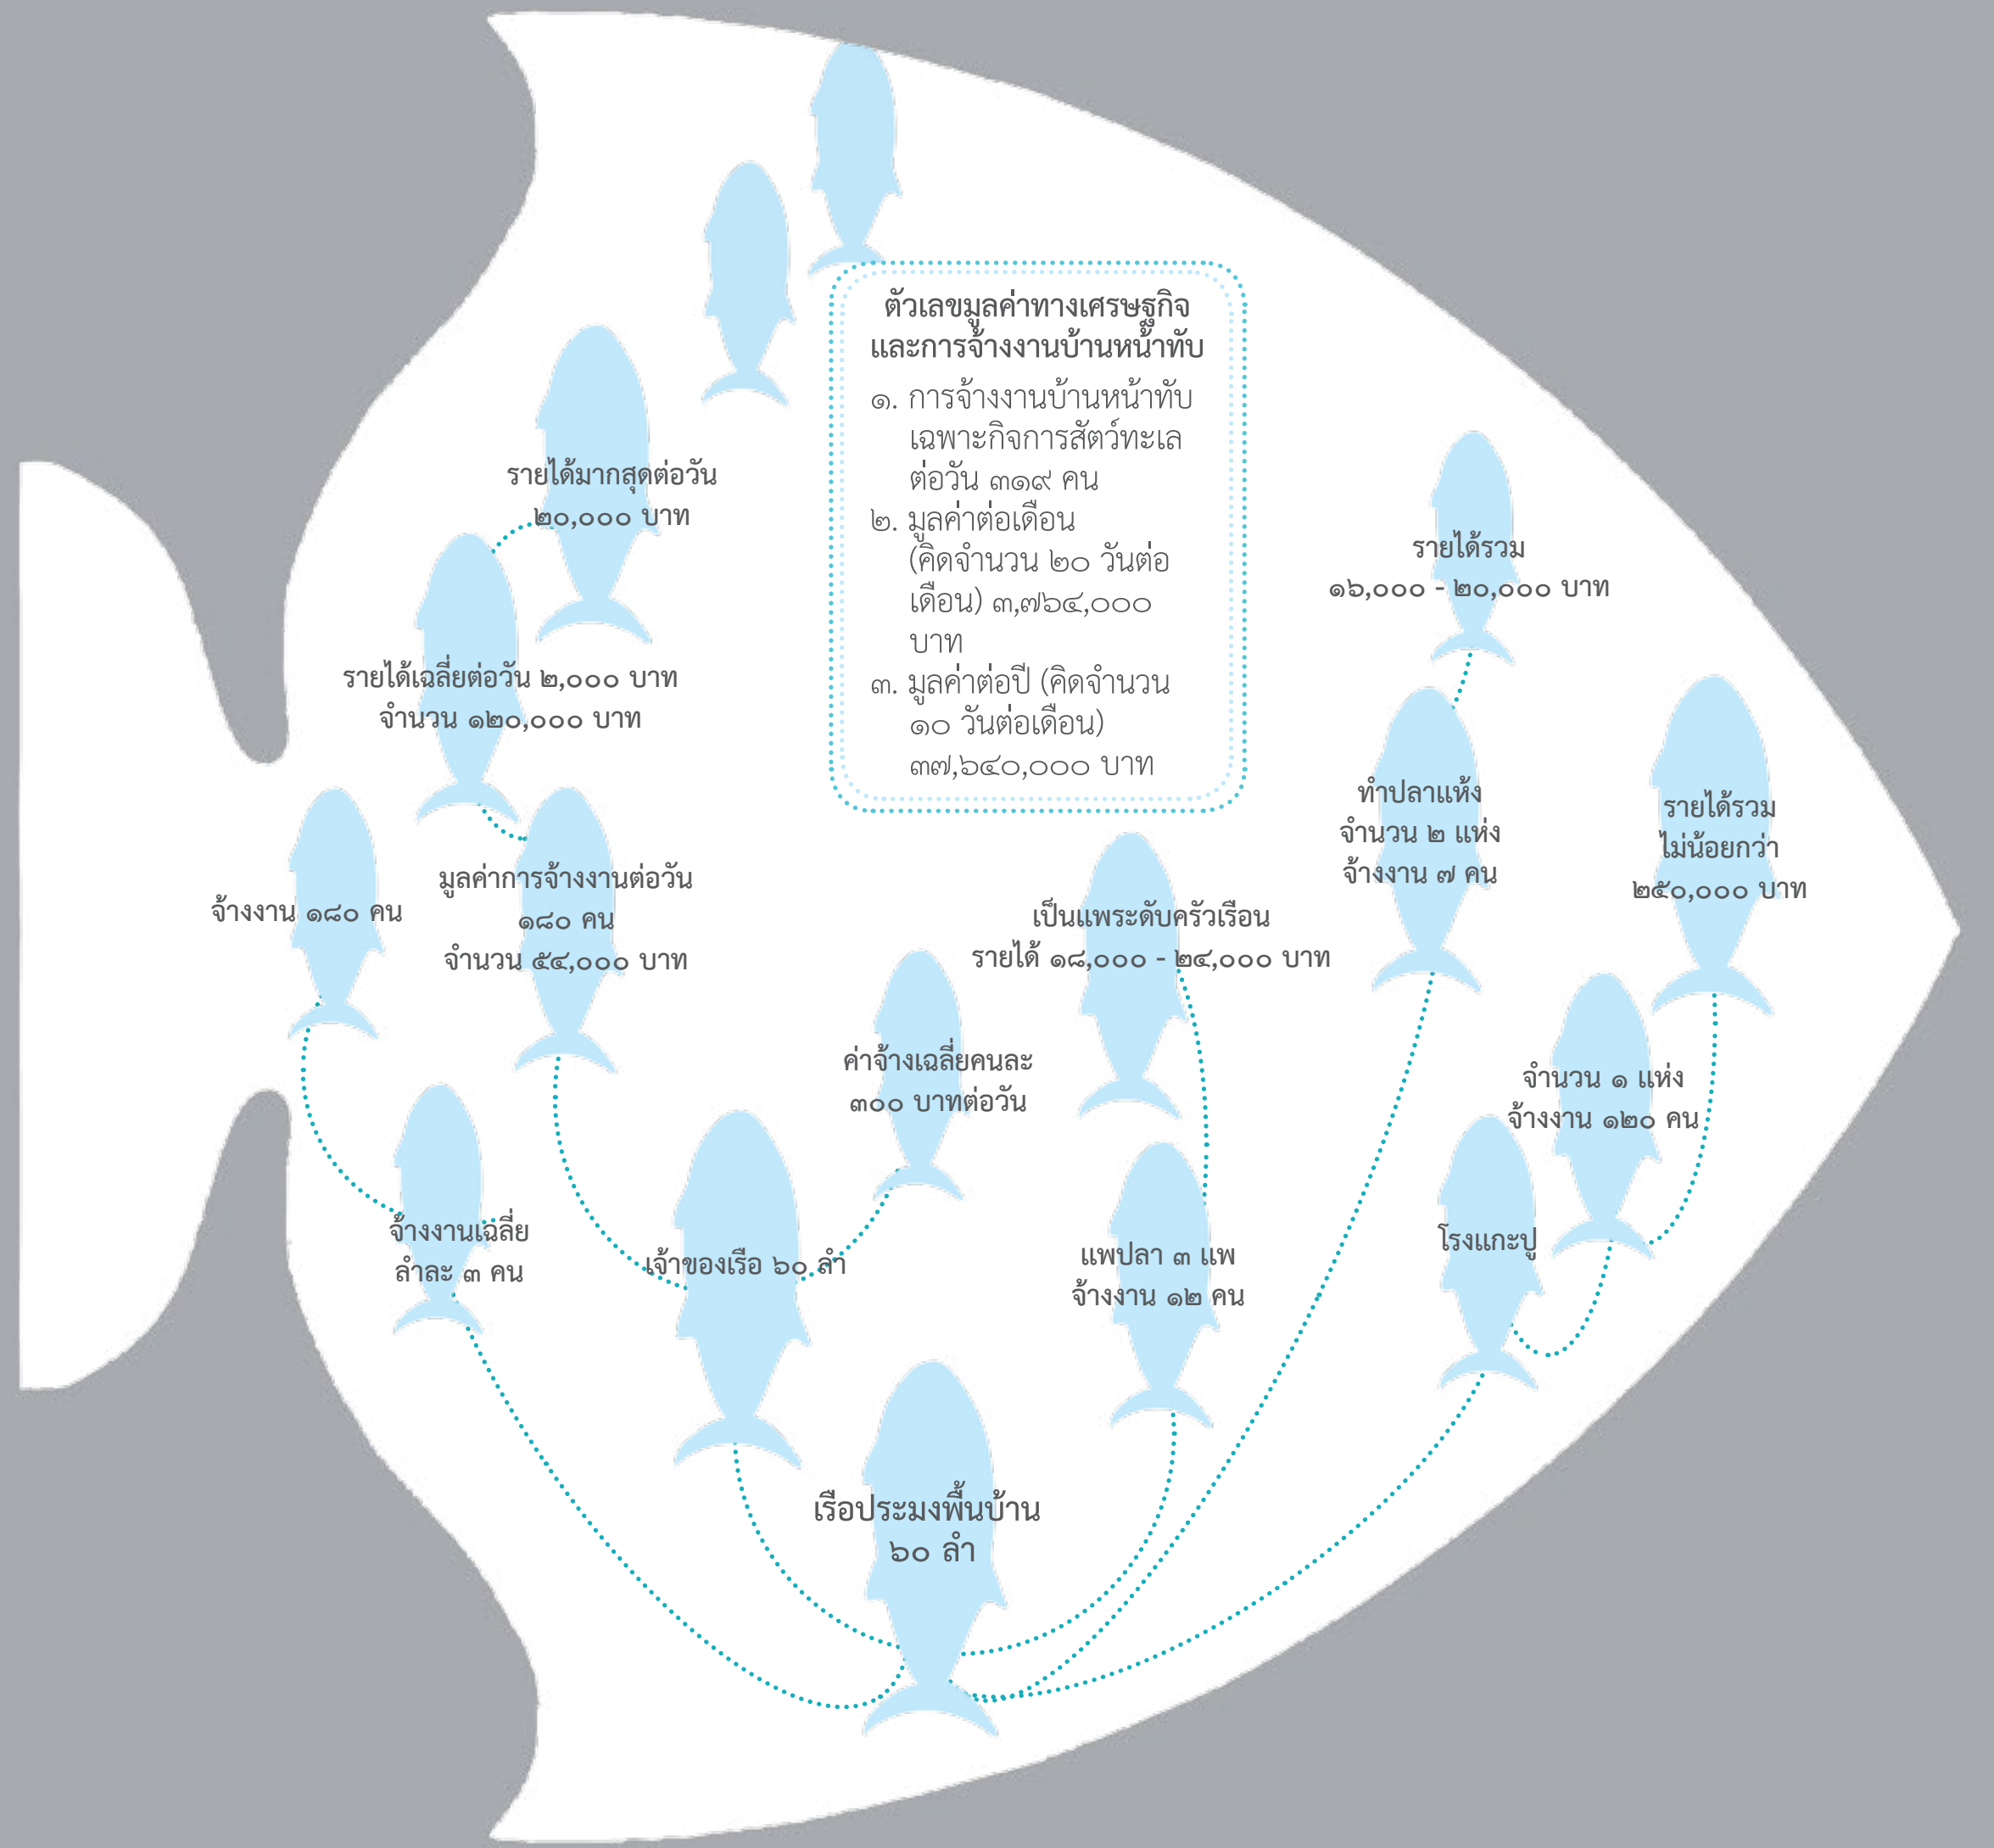 ตัวเลขมูลค่าทางเศรษฐกิจ
และการจ้างงานบ้านหน้าทับ
๑. การจ้างงานบ้านหน้าทับ
เฉพาะกิจการสัตว์ทะเล
ต่อวัน ๓๑๙ คน
๒. มูลค่าต่อเดือน
(คิดจำนวน ๒๐ วันต่อ
เดือน) ๓,๗๖๔,๐๐๐
บาท
๓. มูลค่าต่อปี (คิดจำนวน
๑๐ วันต่อเดือน)
๓๗,๖๔๐,๐๐๐ บาท
รายได้มากสุดต่อวัน
๒๐,๐๐๐ บาท
รายได้รวม
๑๖,๐๐๐ - ๒๐,๐๐๐ บาท
รายได้เฉลี่ยต่อวัน ๒,๐๐๐ บาท
จำนวน ๑๒๐,๐๐๐ บาท
ทำปลาแห้ง
จำนวน ๒ แห่ง
จ้างงาน ๗ คน
รายได้รวม
ไม่น้อยกว่า
๒๕๐,๐๐๐ บาท
จ้างงาน ๑๘๐ คน
มูลค่าการจ้างงานต่อวัน
๑๘๐ คน
จำนวน ๕๔,๐๐๐ บาท
เป็นแพระดับครัวเรือน
รายได้ ๑๘,๐๐๐ - ๒๔,๐๐๐ บาท
ค่าจ้างเฉลี่ยคนละ
๓๐๐ บาทต่อวัน
จำนวน ๑ แห่ง
จ้างงาน ๑๒๐ คน
จ้างงานเฉลี่ย
ลำละ ๓ คน
เจ้าของเรือ ๖๐ ลำ
แพปลา ๓ แพ
จ้างงาน ๑๒ คน
โรงแกะปู
เรือประมงพื้นบ้าน
๖๐ ลำ